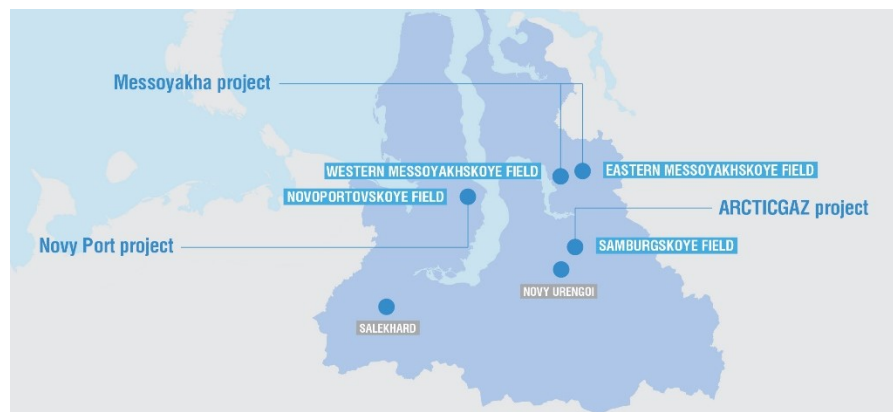 Messoyakha project
WESTERN MESSOYAKHSKOYE FIELD
EASTERN MESSOYAKHSKOYE FIELD
NOVOPORTOVSKOYE FIELD
ARCTICGAZ project
Novy Port project
SAMBURGSKOYE FIELD
NOVY URENGOI
SALEKHARD